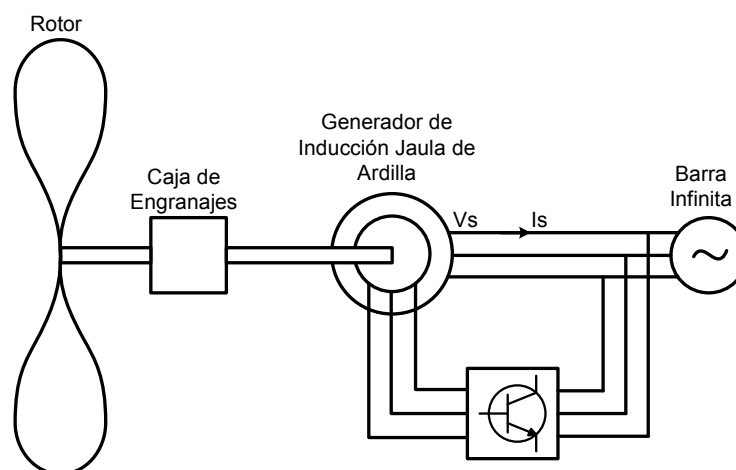 Rotor
Generador de
Inducción Jaula de
Ardilla
Caja de
Engranajes
Barra
Infinita
Vs
Is